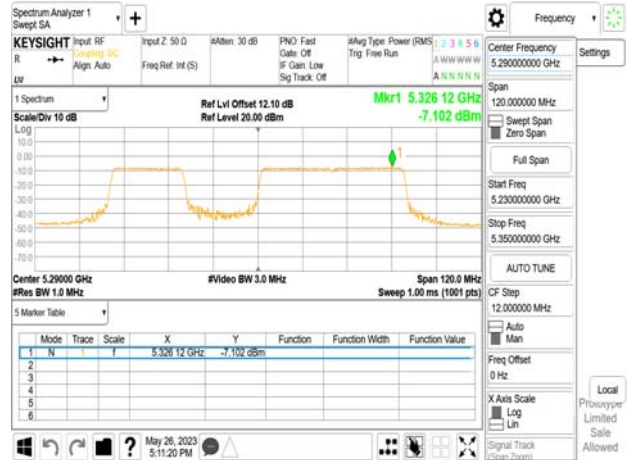 Spectrum Analyzer 1
Swept SA
+
Frequency
KEYSIGHT
R
Input: RF
Coupling: DC
Align: Auto
Input Z: 50 Ω
Freq Ref: Int (S)
#Atten: 30 dB
PNO: Fast
Gate: Off
IF Gain: Low
Sig Track: Off
#Avg Type: Power (RMS
Trig: Free Run
1 2 3 4 5 6
A W W W W W
A N N N N N
1 Spectrum
Scale/Div 10 dB
Ref Lvl Offset 12.10 dB
Ref Level 20.00 dBm
Mkr1 5.326 12 GHz
-7.102 dBm
Log
10.0
0.00
-10.0
-20.0
-30.0
-40.0
-50.0
-60.0
-70.0
1
Center 5.29000 GHz
#Res BW 1.0 MHz
#Video BW 3.0 MHz
Span 120.0 MHz
Sweep 1.00 ms (1001 pts)
5 Marker Table
Mode Trace Scale X Y Function Function Width Function Value
1 N 1 f 5.326 12 GHz -7.102 dBm
2
3
4
5
6
May 26, 2023
5:11:20 PM
?
Center Frequency
5.290000000 GHz
Settings
Span
120.000000 MHz
Swept Span
Zero Span
Full Span
Start Freq
5.230000000 GHz
Stop Freq
5.350000000 GHz
AUTO TUNE
CF Step
12.000000 MHz
Auto
Man
Freq Offset
0 Hz
X Axis Scale
Log
Lin
Signal Track
(Span Zoom)
Local
Prototype
Limited
Sale
Allowed